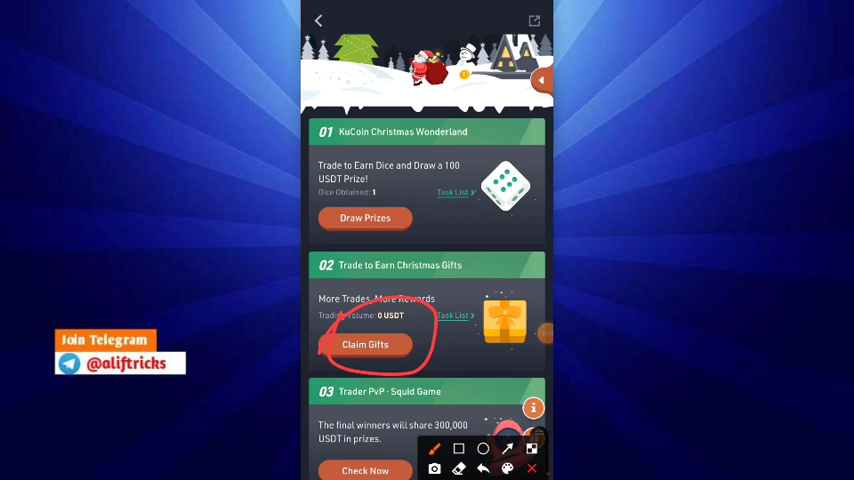 01 KuCoin Christmas Wonderland
Trade to Earn Dice and Draw a 100
USDT Prize!
Dice Obtained: 1 Task List
Draw Prizes
02 Trade to Earn Christmas Gifts
More Trades, More Rewards
Trading Volume: 0 USDT Task List
Claim Gifts
Join Telegram
@aliftricks
03 Trader PvP · Squid Game
The final winners will share 300,000
USDT in prizes.
Check Now